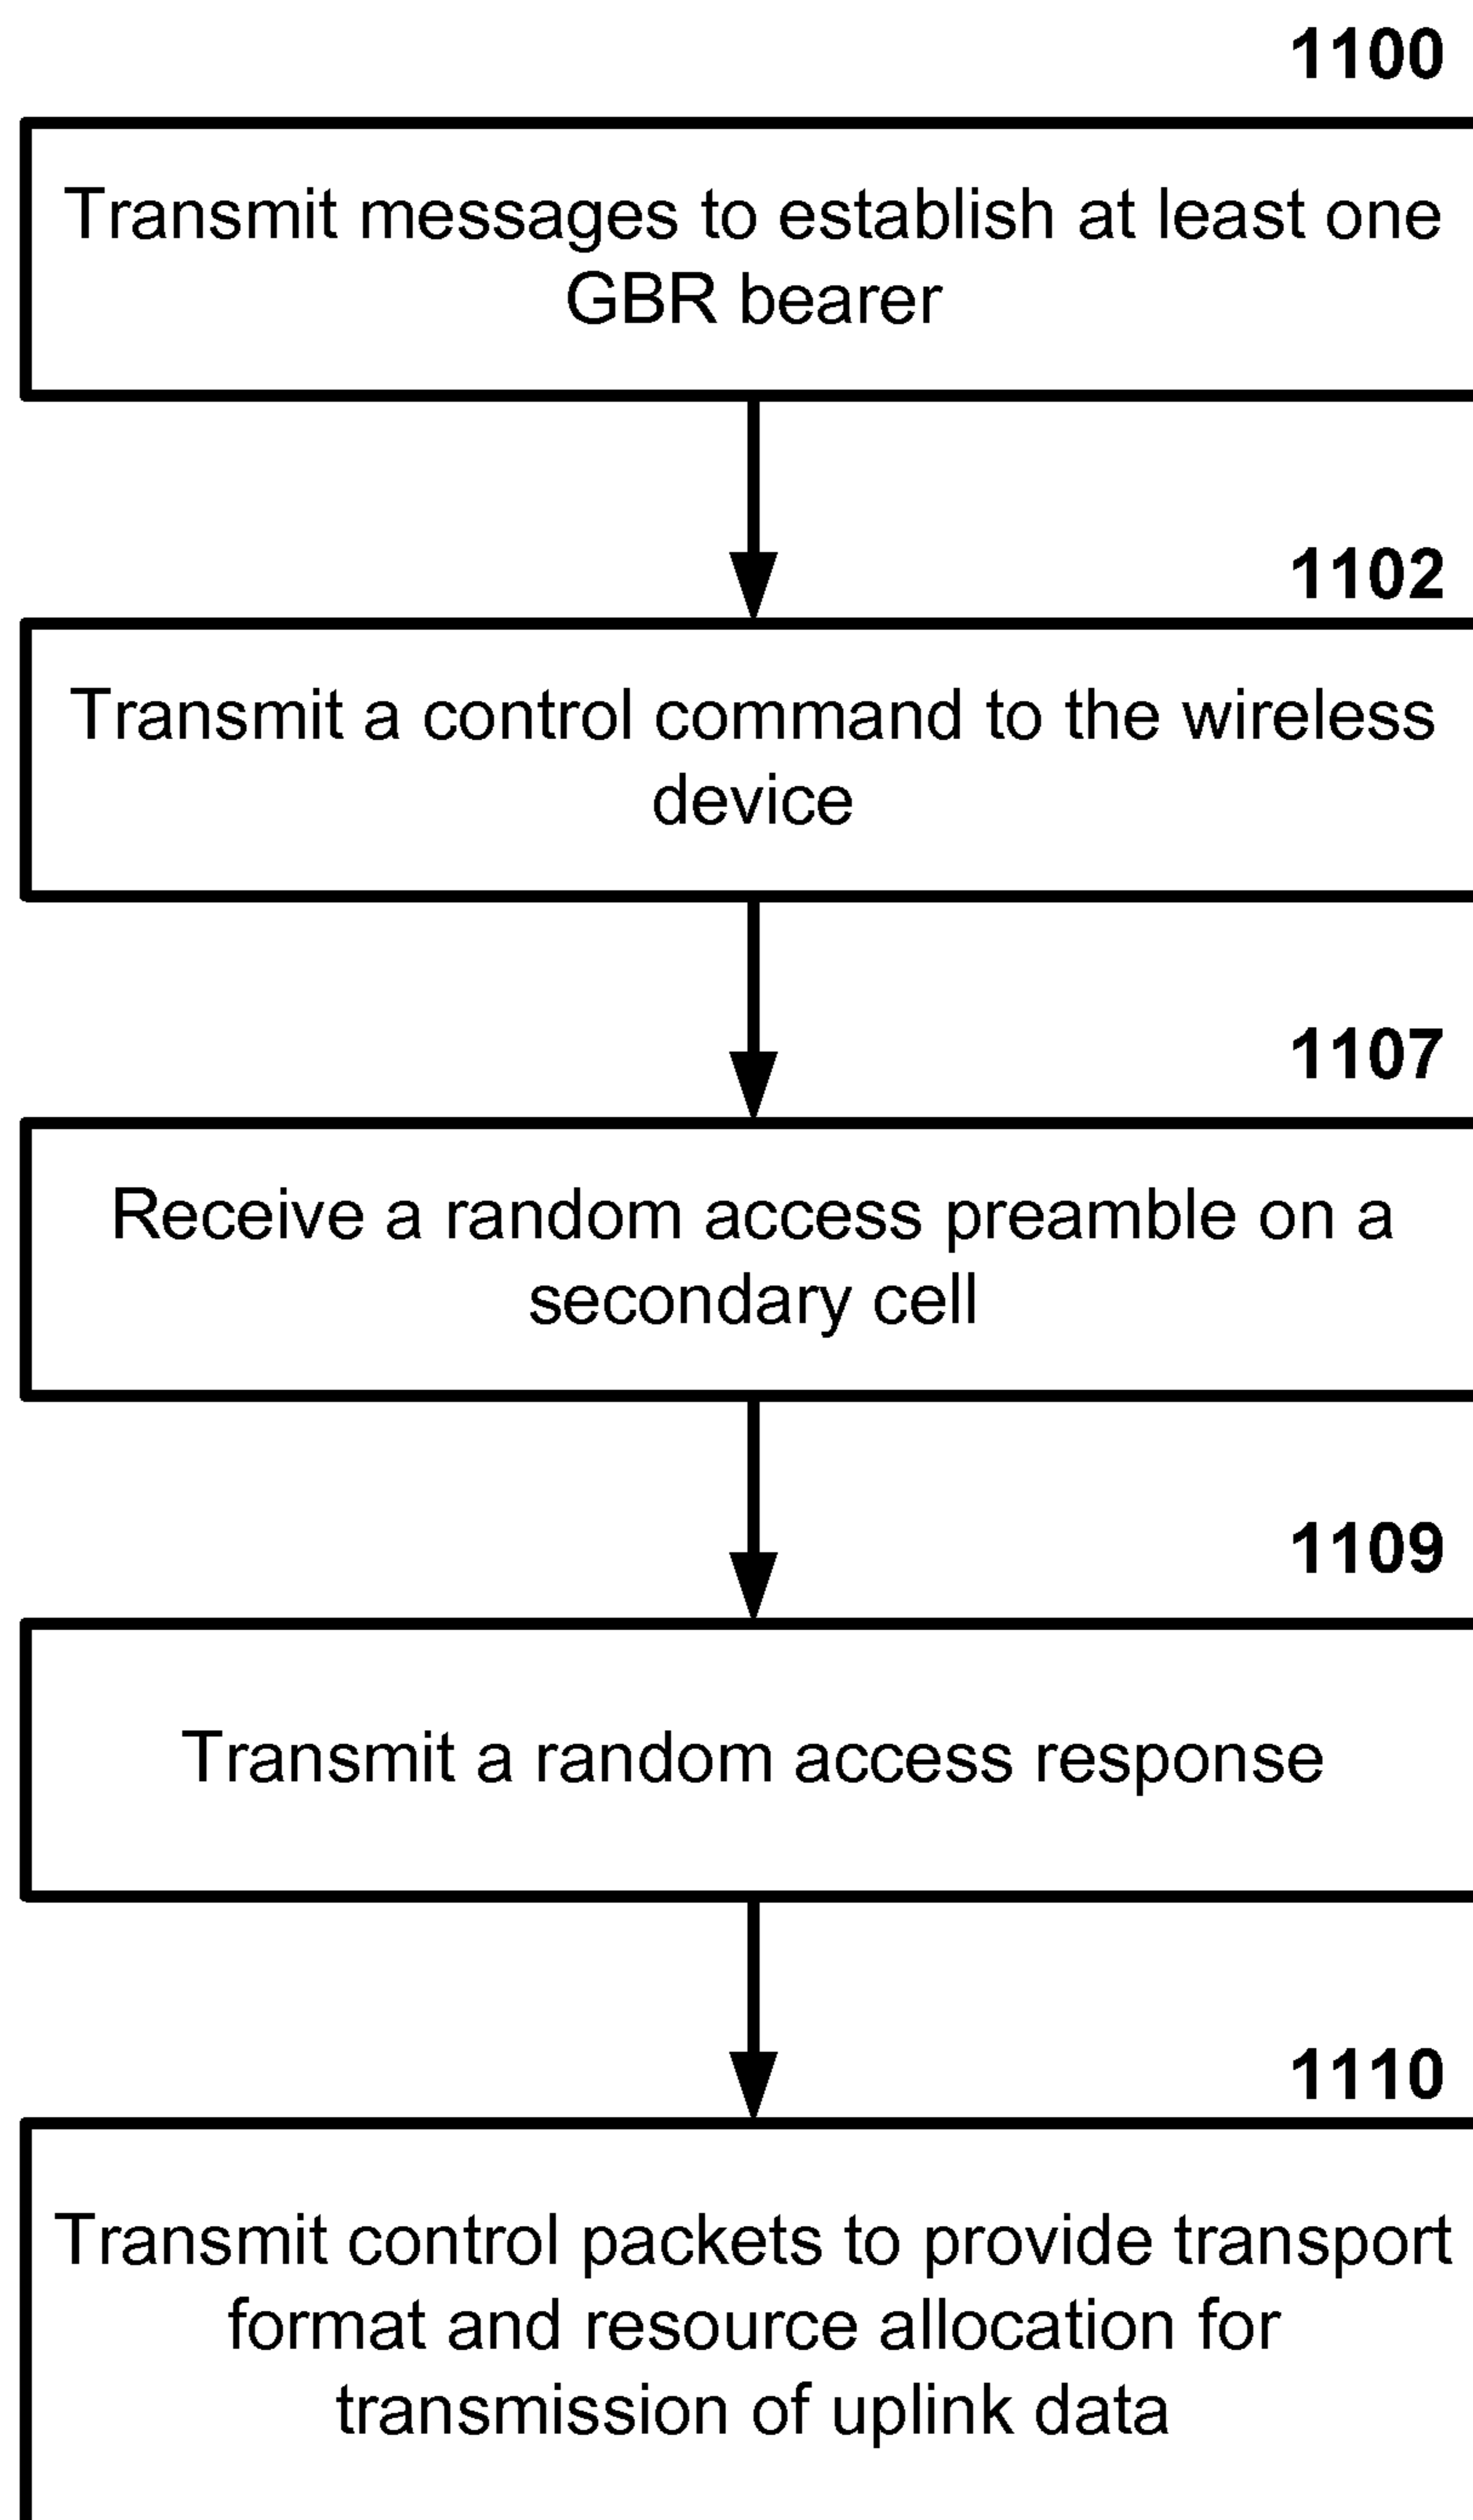 1100
Transmit messages to establish at least one
GBR bearer
1102
Transmit a control command to the wireless
device
1107
Receive a random access preamble on a
secondary cell
1109
Transmit a random access response
1110
Transmit control packets to provide transport
format and resource allocation for
transmission of uplink data